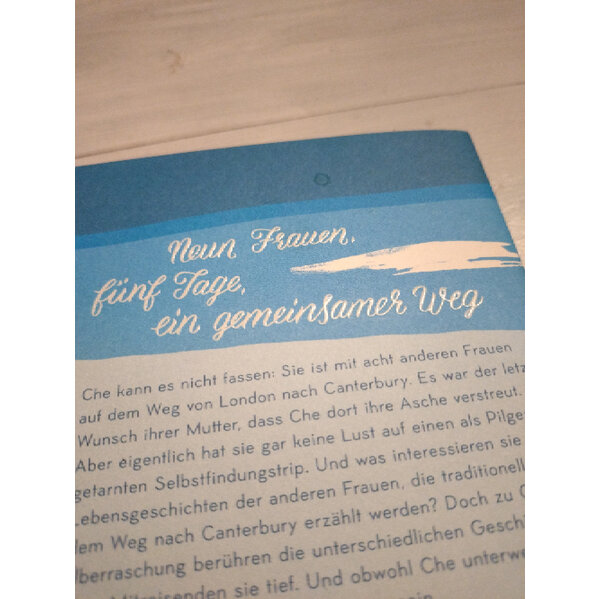 Neun Frauen,
fünf Tage,
ein gemeinsamer Weg
Che kann es nicht fassen: Sie ist mit acht anderen Frauen
auf dem Weg von London nach Canterbury. Es war der letz
Wunsch ihrer Mutter, dass Che dort ihre Asche verstreut.
Aber eigentlich hat sie gar keine Lust auf einen als Pilge
getarnten Selbstfindungstrip. Und was interessieren sie
Lebensgeschichten der anderen Frauen, die traditionell
dem Weg nach Canterbury erzählt werden? Doch zu
Überraschung berühren die unterschiedlichen Geschi
sie tief. Und obwohl Che unterwe